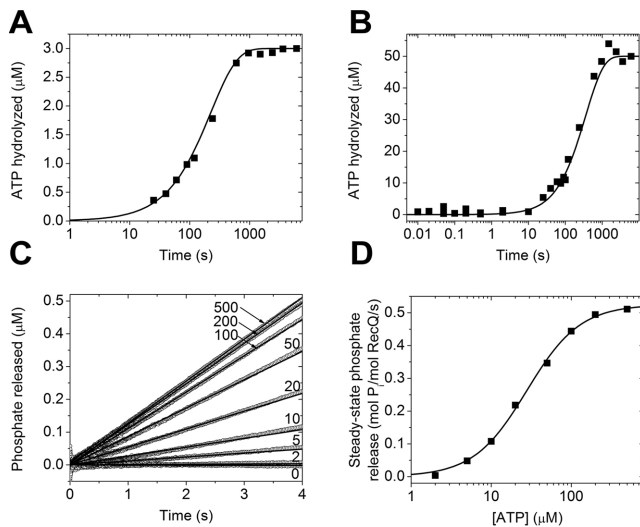 A
ATP hydrolyzed (μM)
3.0
2.5
2.0
1.5
1.0
0.5
0.0
1 10 100 1000
Time (s)
B
ATP hydrolyzed (μM)
50
40
30
20
10
0
0.01 0.1 1 10 100 1000
Time (s)
C
Phosphate released (μM)
0.5
0.4
0.3
0.2
0.1
0.0
500
200
100
50
20
10
5
2
0
0 1 2 3 4
Time (s)
D
Steady-state phosphate
release (mol Pi/mol RecQ/s)
0.5
0.4
0.3
0.2
0.1
0.0
1 10 100
[ATP] (μM)